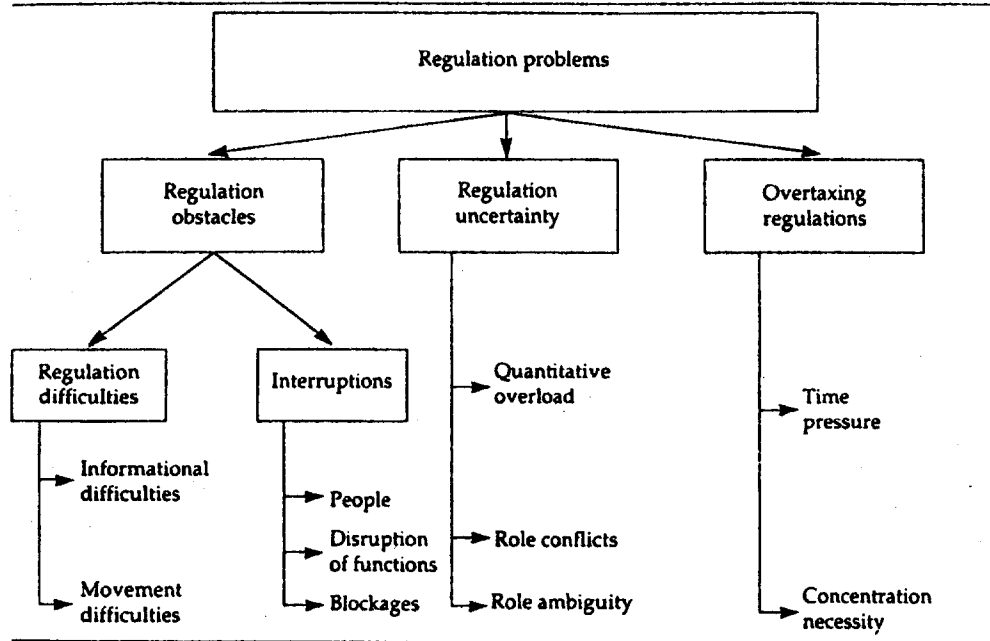 Regulation problems
Regulation
obstacles
Regulation
uncertainty
Overtaxing
regulations
Regulation
difficulties
Interruptions
Quantitative
overload
Time
pressure
Informational
difficulties
People
Disruption
of functions
Role conflicts
Movement
difficulties
Blockages
Role ambiguity
Concentration
necessity